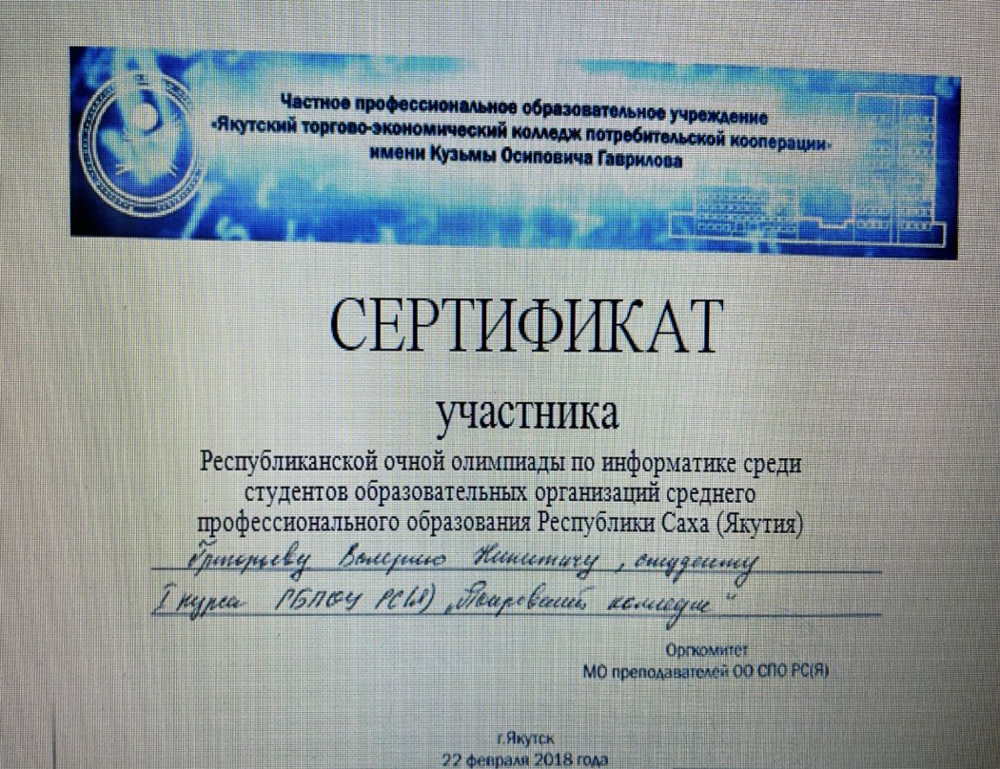 Частное профессиональное образовательное учреждение
«Якутский торгово-экономический колледж потребительской кооперации»
имени Кузьмы Осиповича Гаврилова
СЕРТИФИКАТ
участника
Республиканской очной олимпиады по информатике среди
студентов образовательных организаций среднего
профессионального образования Республики Саха (Якутия)
Григорьеву Валерию Никитичу, студенту
I курса ГБПОУ РС(Я) „Покровский колледж"
Оргкомитет
МО преподавателей ОО СПО РС(Я)
г.Якутск
22 февраля 2018 года